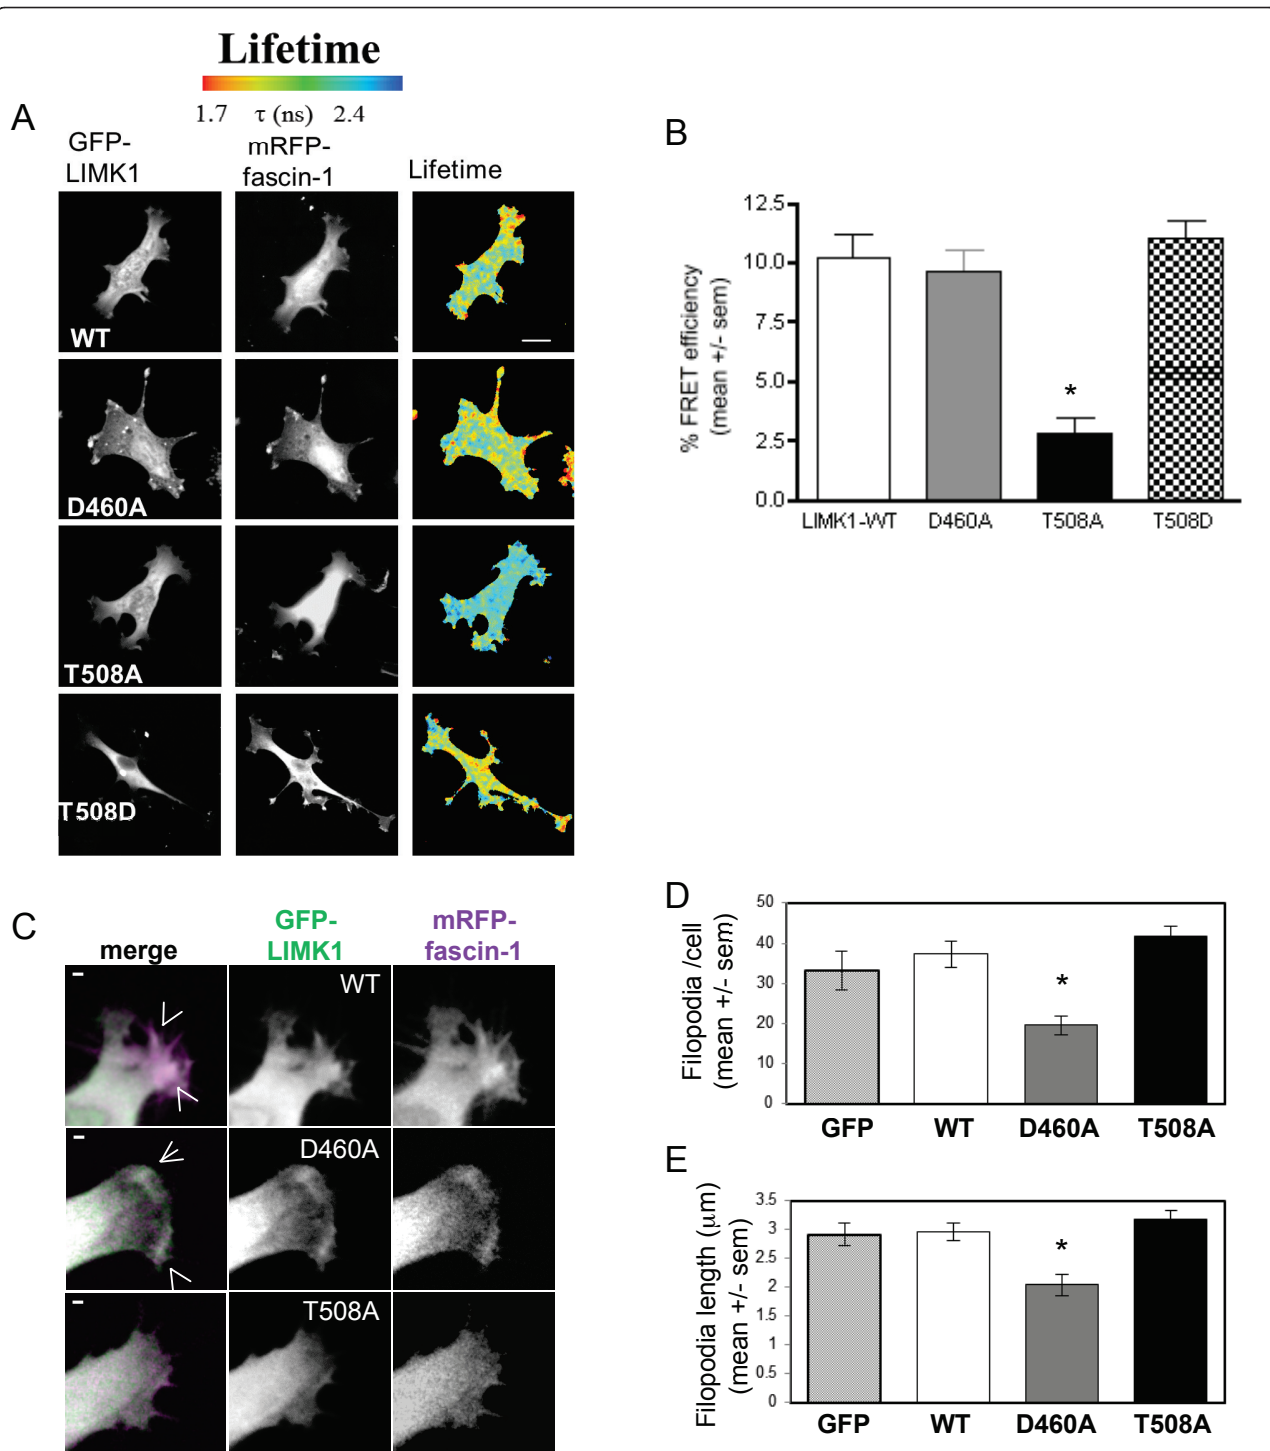 Lifetime
1.7 τ (ns) 2.4
A
GFP-
LIMK1
mRFP-
fascin-1
Lifetime
WT
D460A
T508A
T508D
B
% FRET efficiency
(mean +/- sem)
12.5
10.0
7.5
5.0
2.5
0.0
*
LIMK1-WT D460A T508A T508D
C
merge
GFP-
LIMK1
mRFP-
fascin-1
WT
D460A
T508A
D
Filopodia /cell
(mean +/- sem)
50
40
30
20
10
0
*
GFP WT D460A T508A
E
Filopodia length (μm)
(mean +/- sem)
3.5
3
2.5
2
1.5
1
0.5
0
*
GFP WT D460A T508A